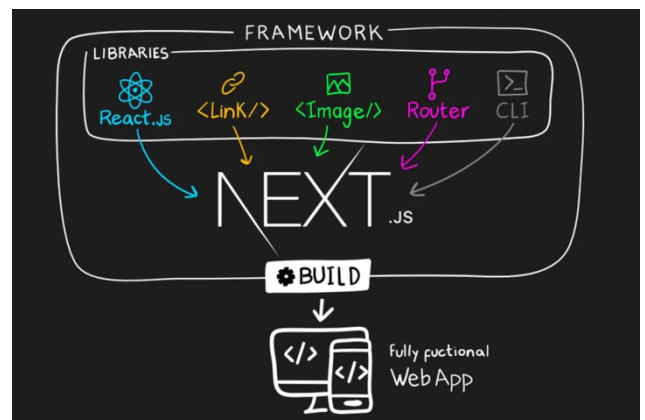 FRAMEWORK
LIBRARIES
React.js
<Link/>
<Image/>
Router
CLI
NEXT.JS
BUILD
</>
</>
Fully fuctional
Web App